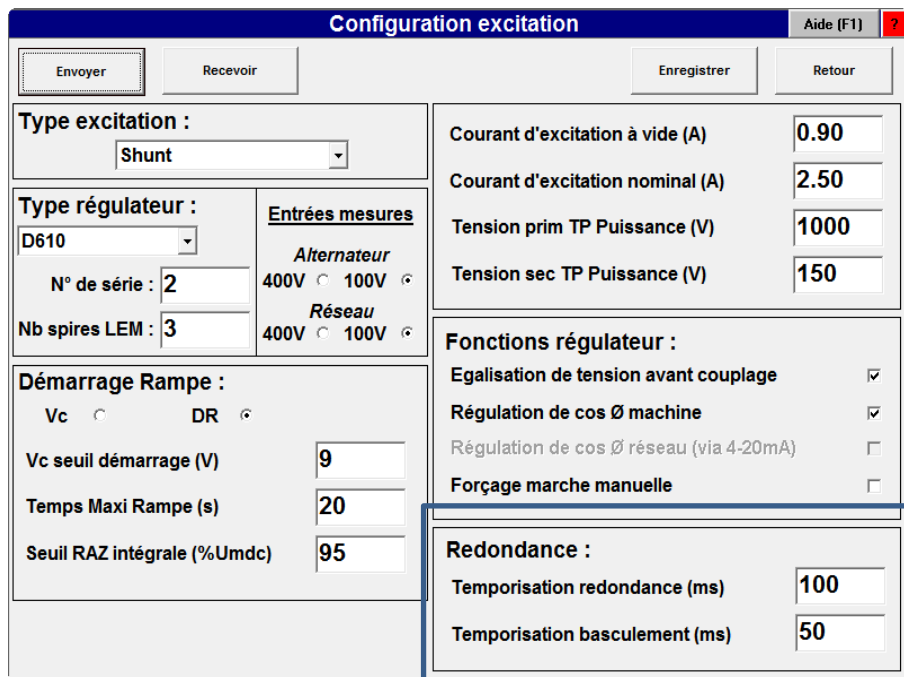 Configuration excitation
Aide (F1)
?
Envoyer
Recevoir
Enregistrer
Retour
Type excitation :
Shunt
Type régulateur :
D610
N° de série : 2
Nb spires LEM : 3
Entrées mesures
Alternateur
400V 100V
Réseau
400V 100V
Démarrage Rampe :
Vc DR
Vc seuil démarrage (V) 9
Temps Maxi Rampe (s) 20
Seuil RAZ intégrale (%Umdc) 95
Courant d'excitation à vide (A) 0.90
Courant d'excitation nominal (A) 2.50
Tension prim TP Puissance (V) 1000
Tension sec TP Puissance (V) 150
Fonctions régulateur :
Egalisation de tension avant couplage
Régulation de cos Ø machine
Régulation de cos Ø réseau (via 4-20mA)
Forçage marche manuelle
Redondance :
Temporisation redondance (ms) 100
Temporisation basculement (ms) 50